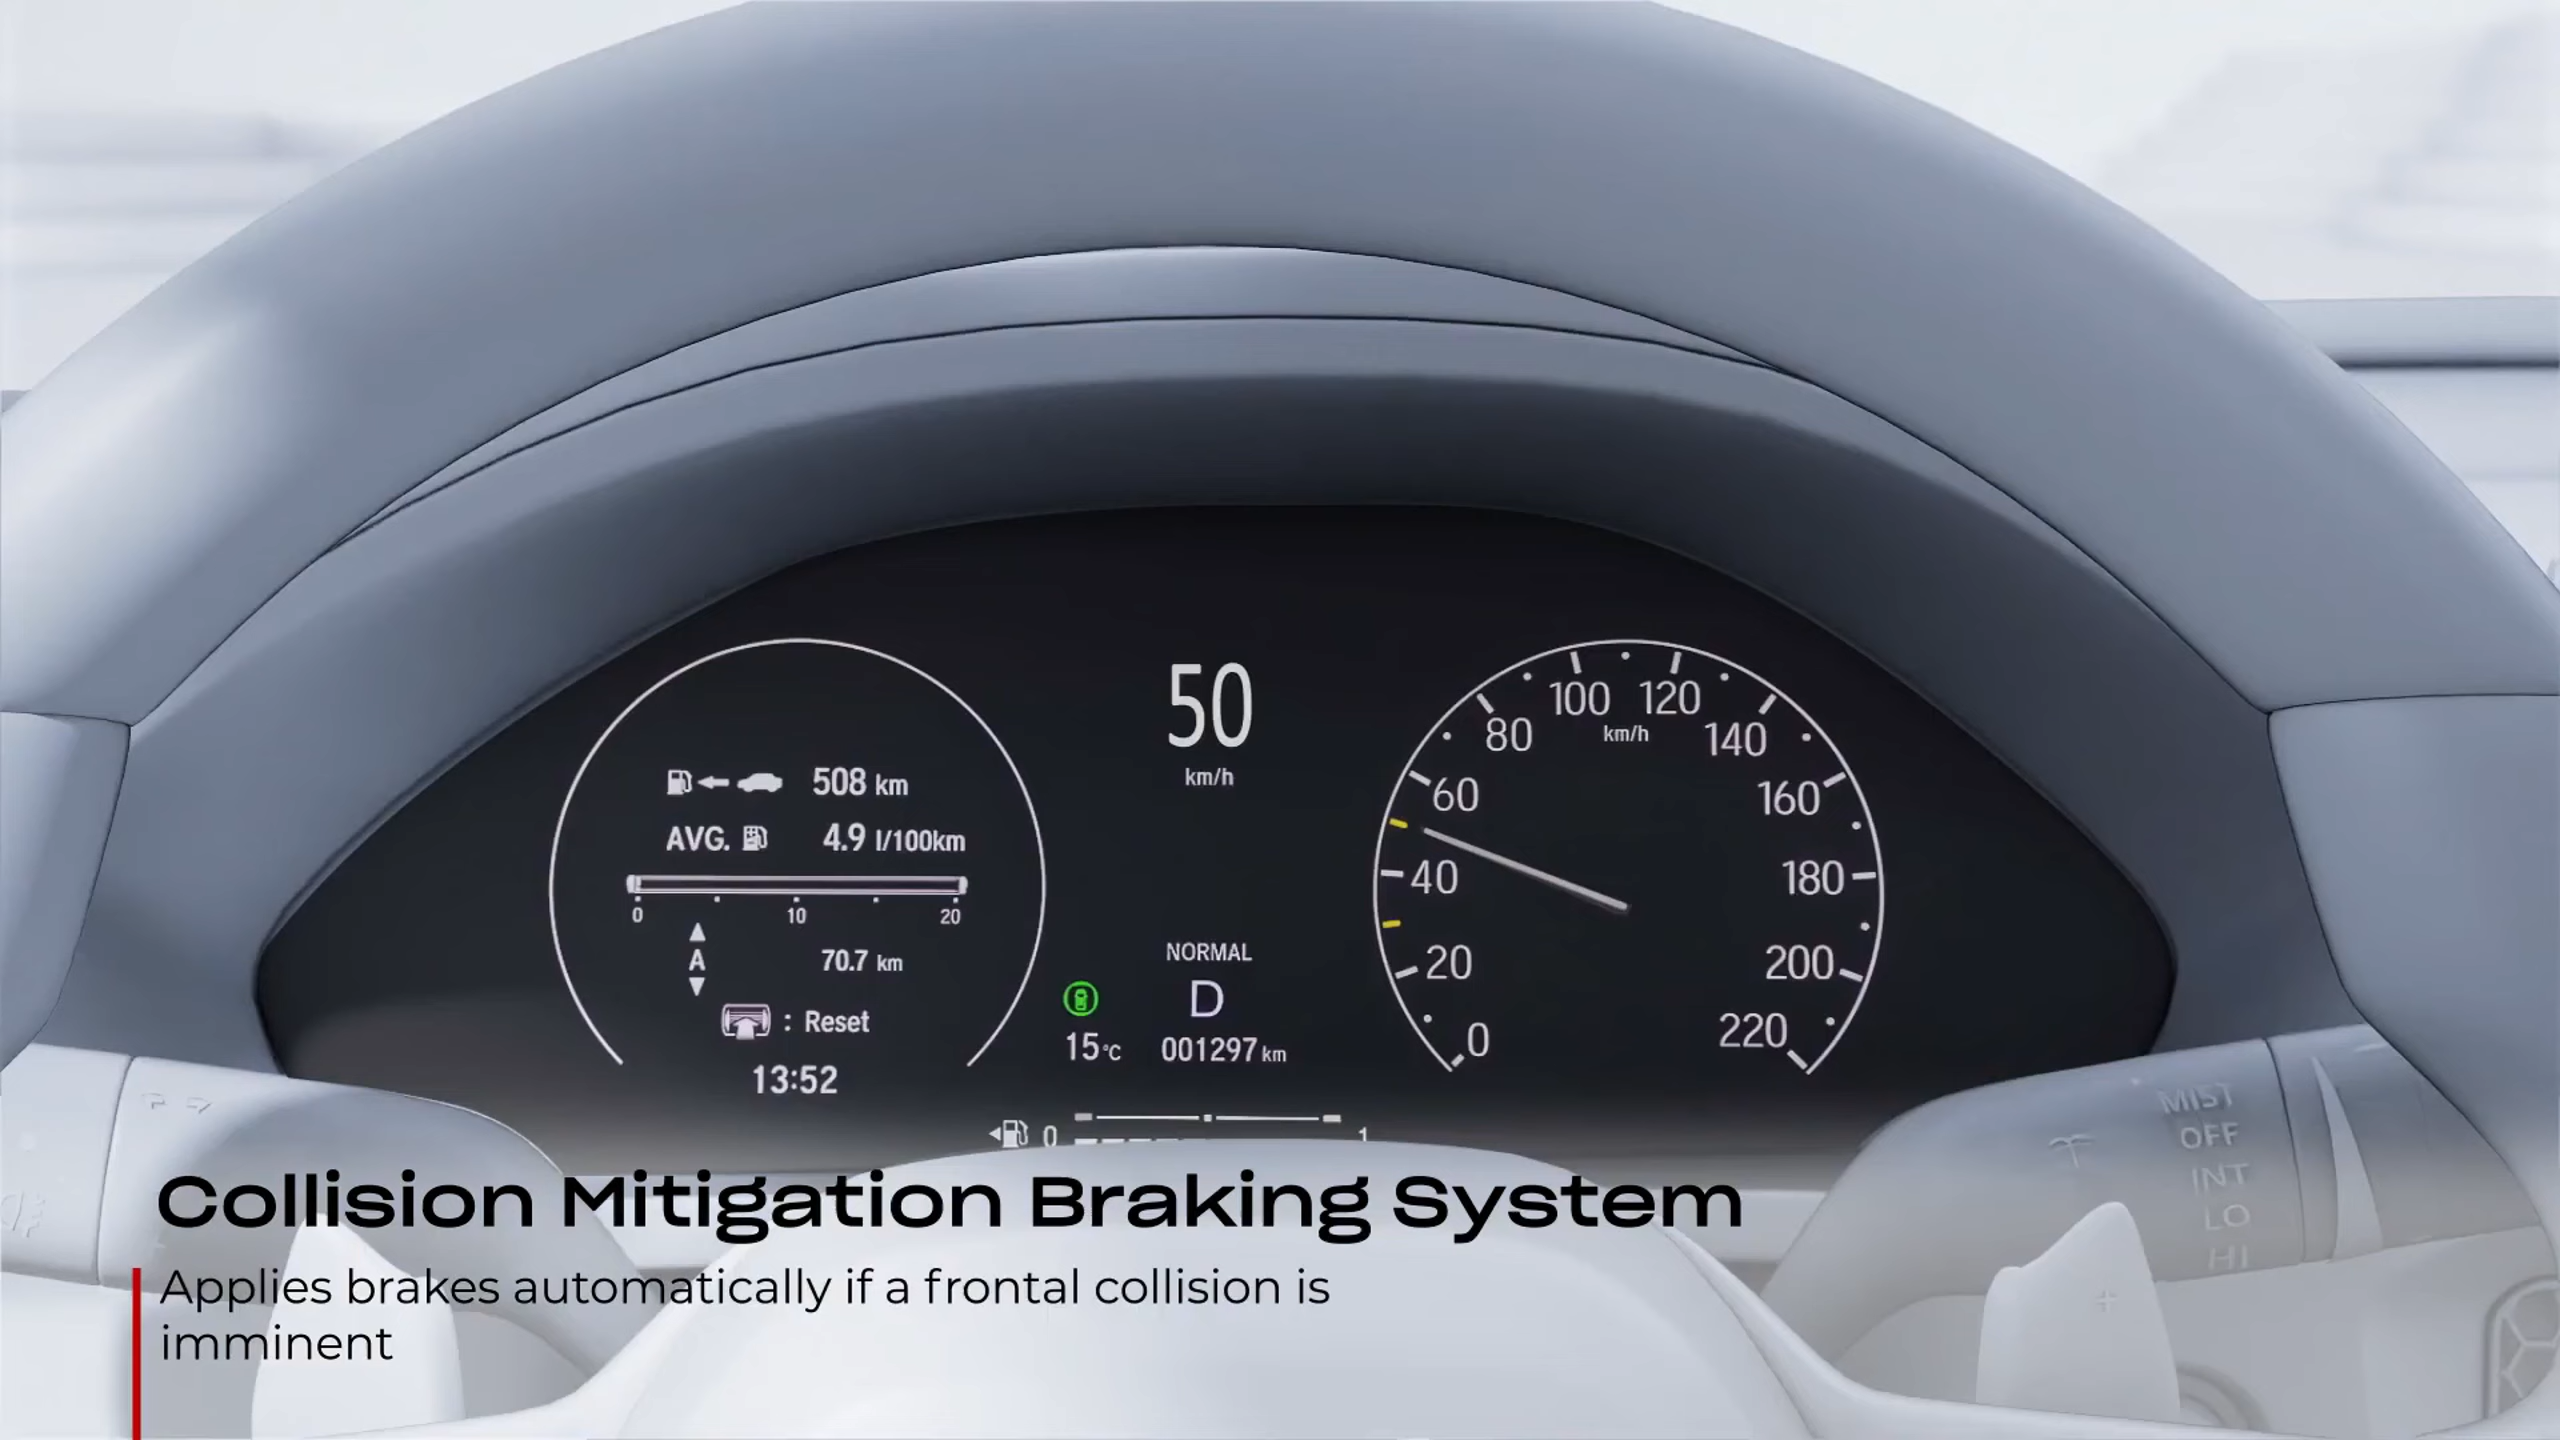 50
km/h
508 km
AVG. 4.9 l/100km
0 10 20
A 70.7 km
: Reset
13:52
NORMAL
D
15°C 001297 km
0 1
0 20 40 60 80 100 120 140 160 180 200 220
km/h
MIST
OFF
INT
LO
HI
+
Collision Mitigation Braking System
Applies brakes automatically if a frontal collision is
imminent